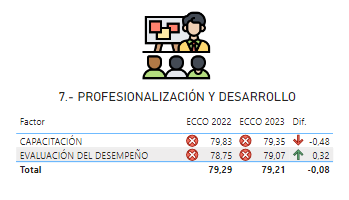 7.- PROFESIONALIZACIÓN Y DESARROLLO
Factor ECCO 2022 ECCO 2023 Dif.
CAPACITACIÓN 79,83 79,35 -0,48
EVALUACIÓN DEL DESEMPEÑO 78,75 79,07 0,32
Total 79,29 79,21 -0,08